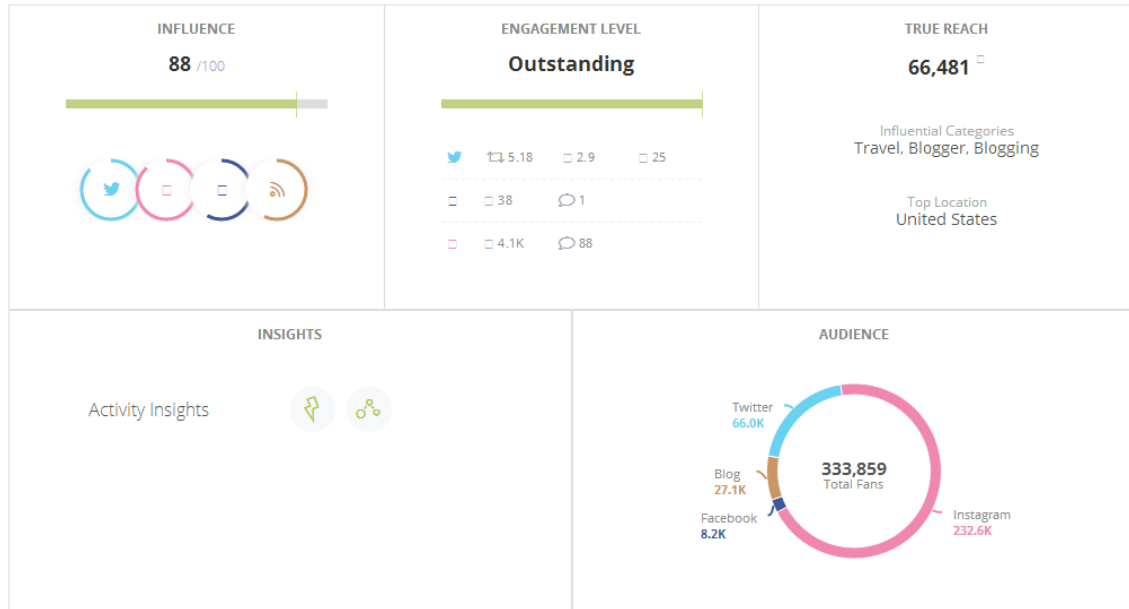 INFLUENCE
88 /100
ENGAGEMENT LEVEL
Outstanding
5.18 2.9 25
38 1
4.1K 88
TRUE REACH
66,481
Influential Categories
Travel, Blogger, Blogging
Top Location
United States
INSIGHTS
Activity Insights
AUDIENCE
Twitter
66.0K
Blog
27.1K
Facebook
8.2K
333,859
Total Fans
Instagram
232.6K